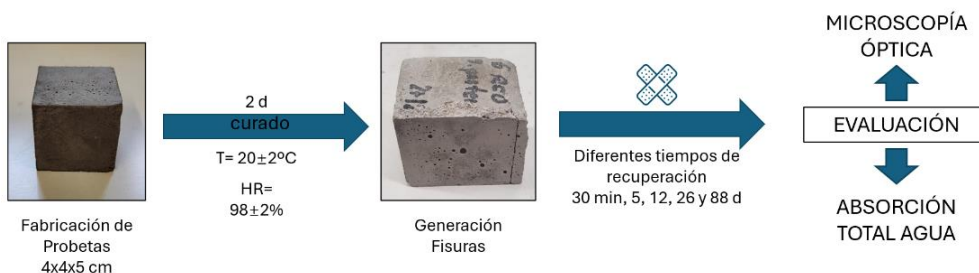 2 d
curado
T= 20±2ºC
HR=
98±2%
Fabricación de
Probetas
4x4x5 cm
Generación
Fisuras
Diferentes tiempos de
recuperación
30 min, 5, 12, 26 y 88 d
MICROSCOPÍA
ÓPTICA
EVALUACIÓN
ABSORCIÓN
TOTAL AGUA